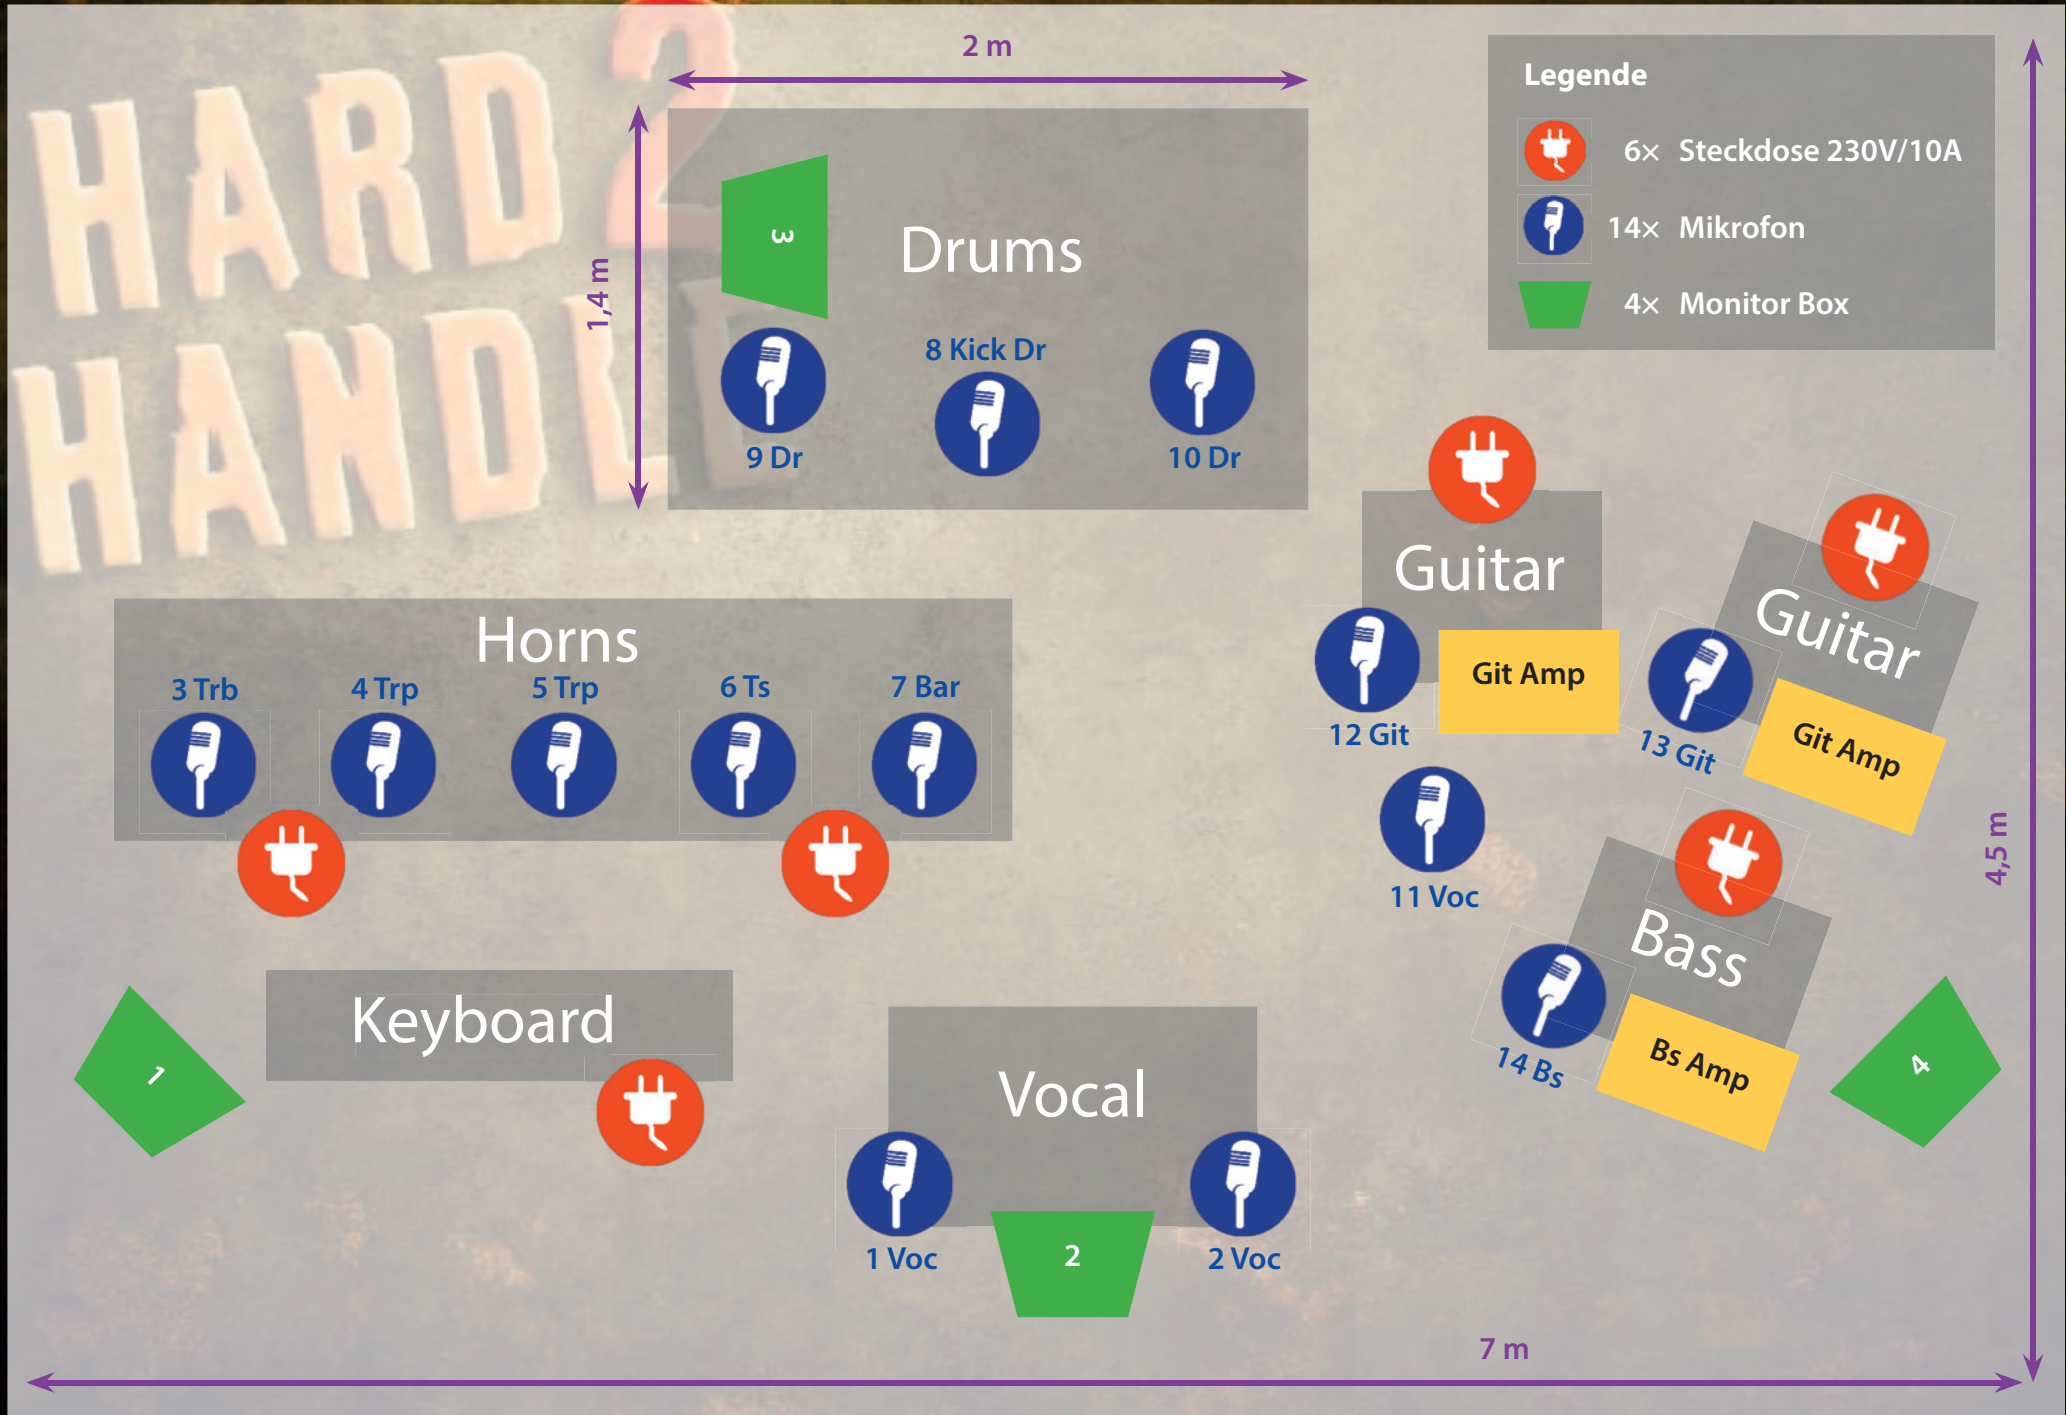 HARD 2
HANDLE
2 m
1,4 m
Legende
6× Steckdose 230V/10A
14× Mikrofon
4× Monitor Box
3
Drums
8 Kick Dr
9 Dr
10 Dr
Guitar
Git Amp
12 Git
Guitar
Git Amp
13 Git
Horns
3 Trb
4 Trp
5 Trp
6 Ts
7 Bar
11 Voc
4,5 m
Bass
Bs Amp
14 Bs
Keyboard
1
Vocal
4
1 Voc
2
2 Voc
7 m